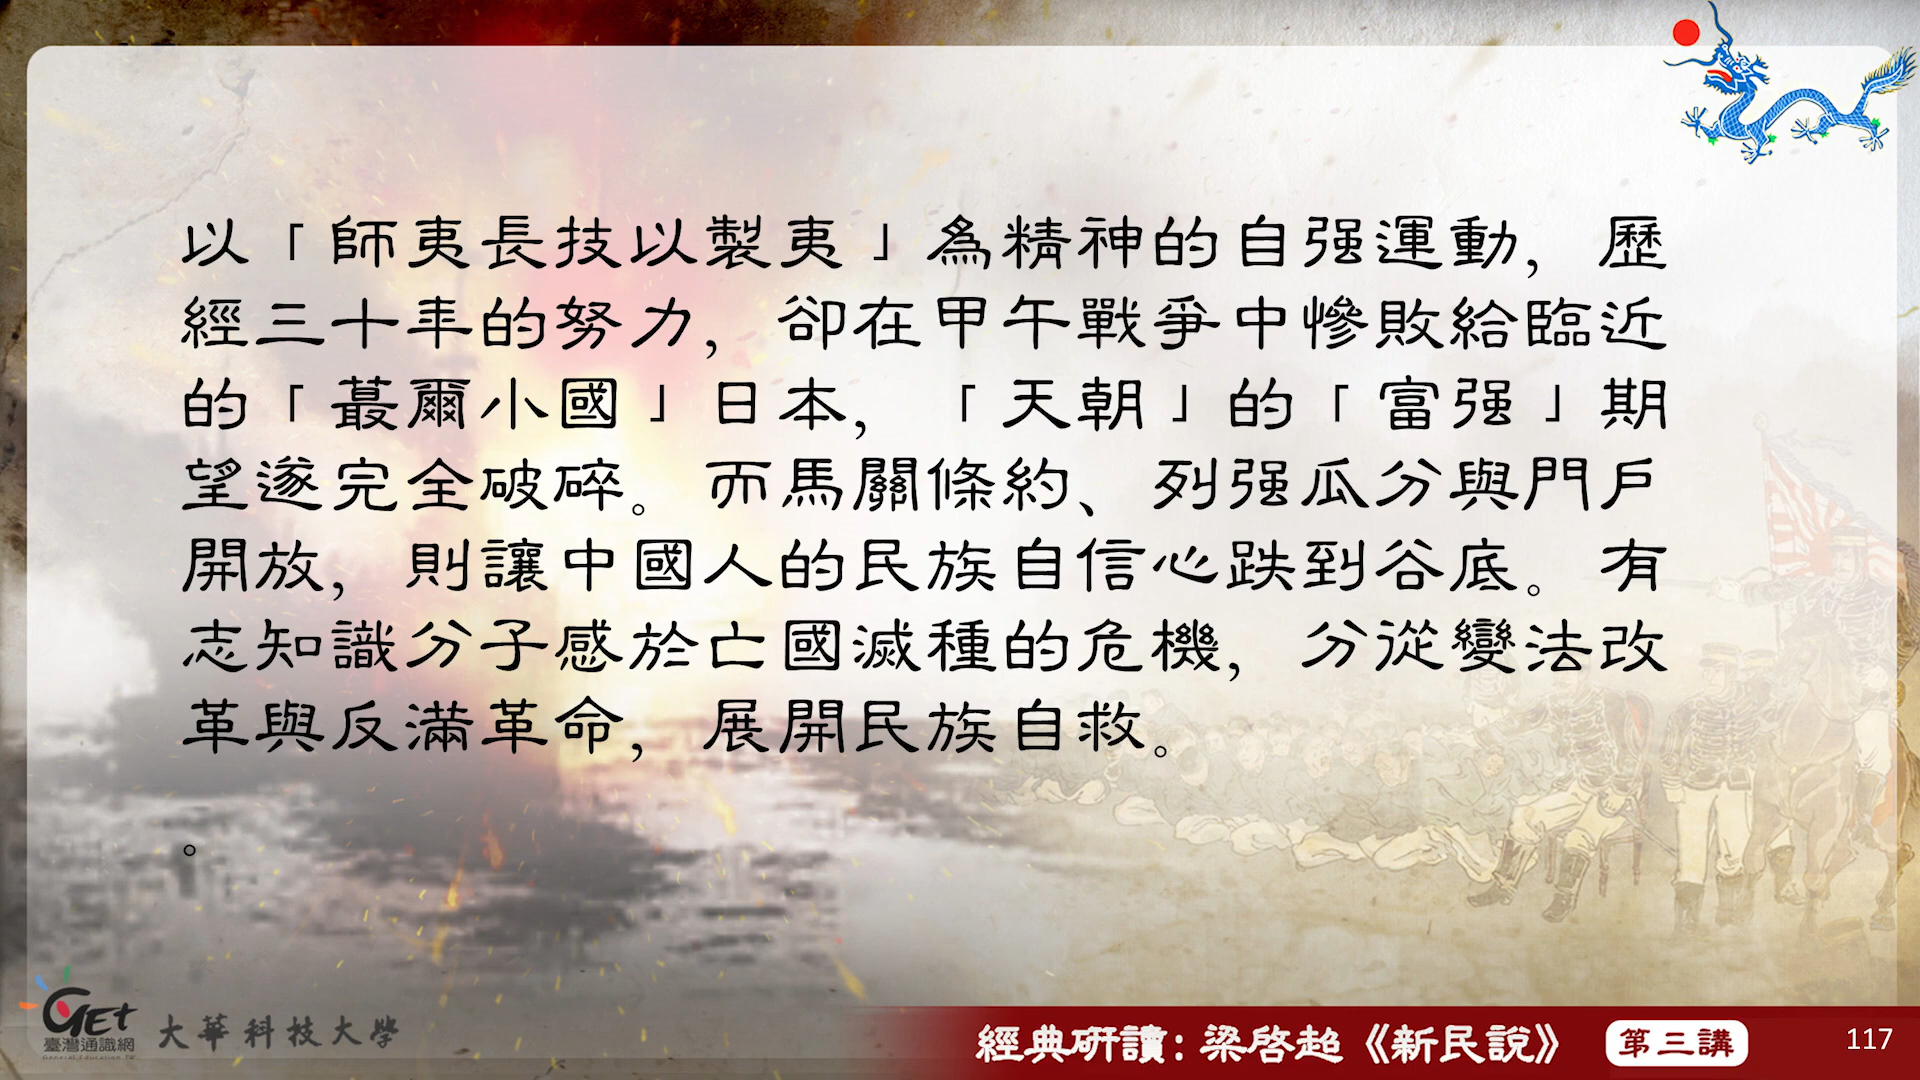 以「師夷長技以製夷」為精神的自强運動，歷
經三十年的努力，卻在甲午戰爭中慘敗給臨近
的「蕞爾小國」日本，「天朝」的「富强」期
望遂完全破碎。而馬關條約、列强瓜分與門戶
開放，則讓中國人的民族自信心跌到谷底。有
志知識分子感於亡國滅種的危機，分從變法改
革與反滿革命，展開民族自救。
。
GET
臺灣通識網
General Education TW
大華科技大學
經典研讀：梁啓超《新民說》 第三講 117